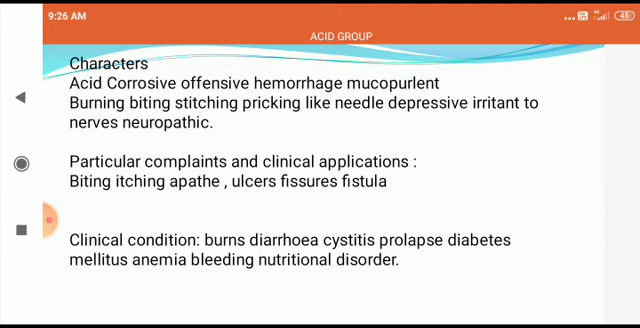 9:26 AM
45
ACID GROUP
Characters
Acid Corrosive offensive hemorrhage mucopurlent
Burning biting stitching pricking like needle depressive irritant to
nerves neuropathic.
Particular complaints and clinical applications :
Biting itching apathe , ulcers fissures fistula
Clinical condition: burns diarrhoea cystitis prolapse diabetes
mellitus anemia bleeding nutritional disorder.